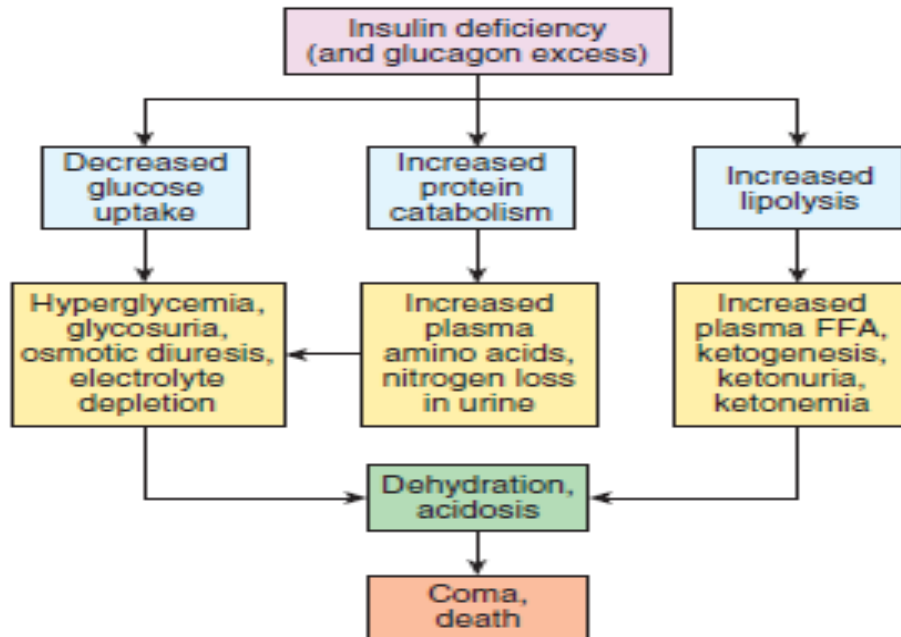 Insulin deficiency
(and glucagon excess)
Decreased
glucose
uptake
Increased
protein
catabolism
Increased
lipolysis
Hyperglycemia,
glycosuria,
osmotic diuresis,
electrolyte
depletion
Increased
plasma
amino acids,
nitrogen loss
in urine
Increased
plasma FFA,
ketogenesis,
ketonuria,
ketonemia
Dehydration,
acidosis
Coma,
death